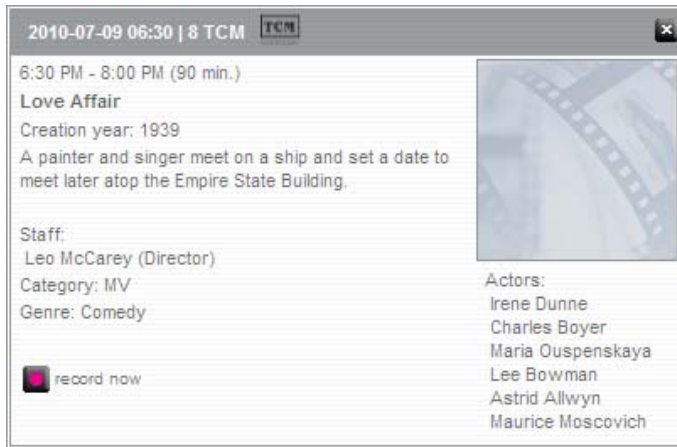 2010-07-09 06:30 | 8 TCM TCM
6:30 PM - 8:00 PM (90 min.)
Love Affair
Creation year: 1939
A painter and singer meet on a ship and set a date to
meet later atop the Empire State Building.
Staff:
Leo McCarey (Director)
Category: MV
Genre: Comedy
record now
Actors:
Irene Dunne
Charles Boyer
Maria Ouspenskaya
Lee Bowman
Astrid Allwyn
Maurice Moscovich